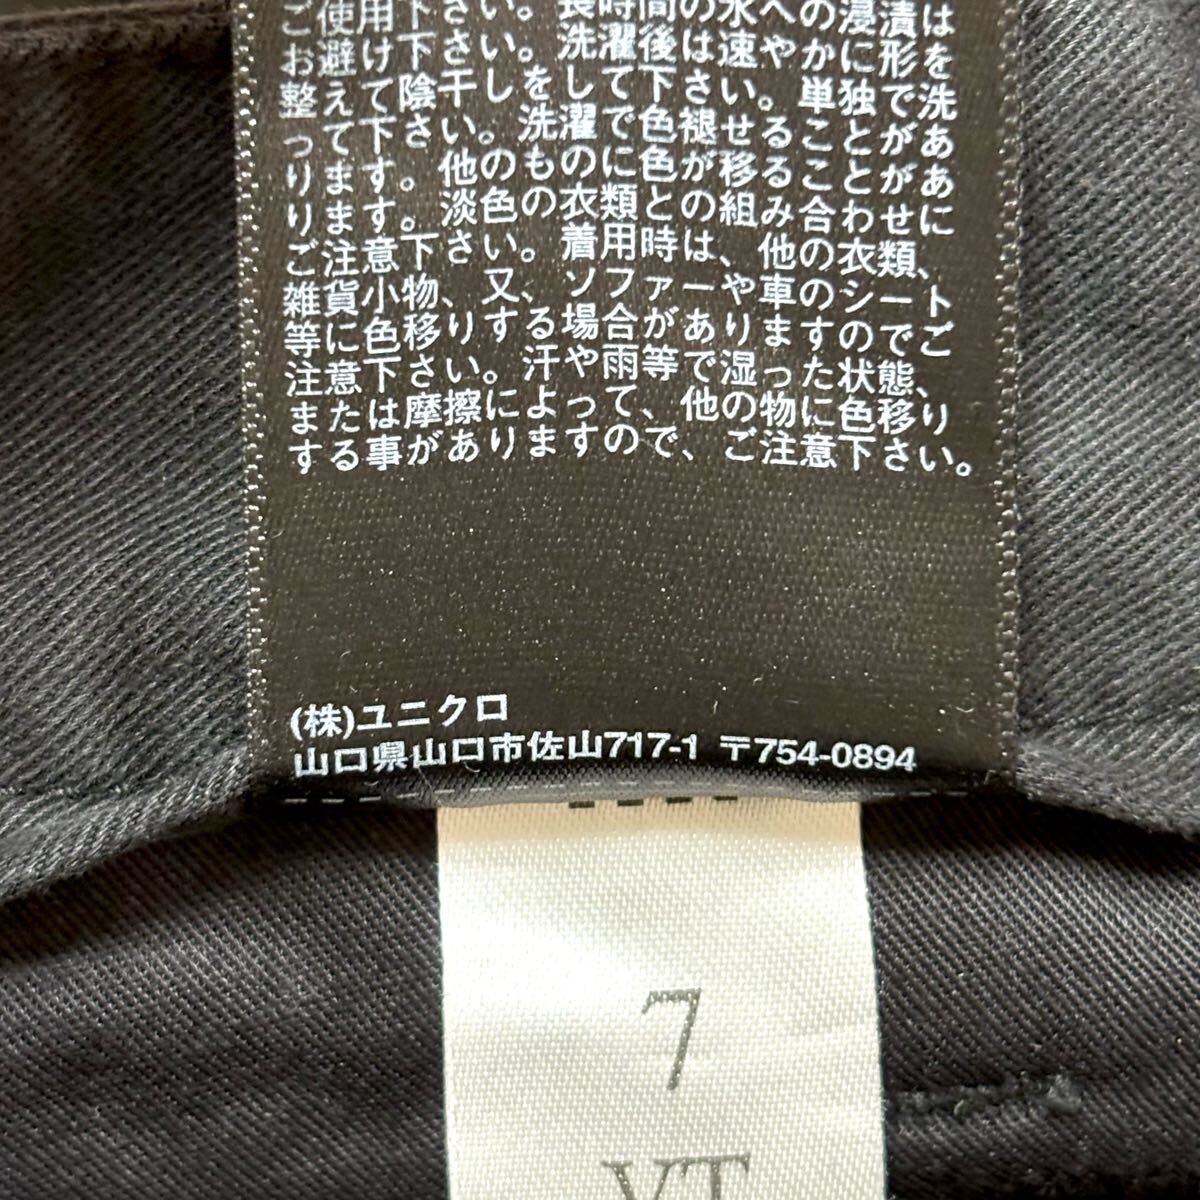 ご使用下さい。長時間の水への浸漬は
お避け下さい。洗濯後は速やかに形を
整えて陰干しをして下さい。単独で洗
って下さい。洗濯で色褪せることがあ
ります。他のものに色が移ることがあ
ります。淡色の衣類との組み合わせに
ご注意下さい。着用時は、他の衣類、
雑貨小物、又、ソファーや車のシート
等に色移りする場合がありますのでご
注意下さい。汗や雨等で湿った状態、
または摩擦によって、他の物に色移り
する事がありますので、ご注意下さい。
(株)ユニクロ
山口県山口市佐山717-1 〒754-0894
7
YT